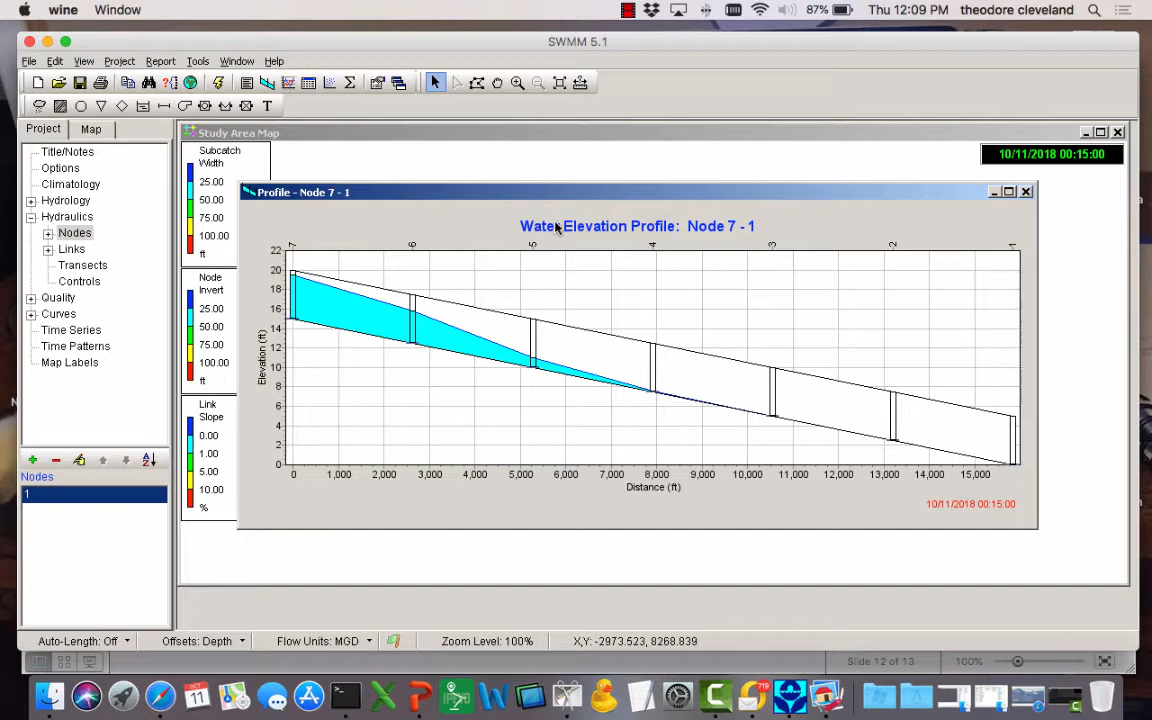 wine Window 87% Thu 12:09 PM theodore cleveland
SWMM 5.1
File Edit View Project Report Tools Window Help
T
Project Map
Title/Notes
Options
Climatology
Hydrology
Hydraulics
Nodes
Links
Transects
Controls
Quality
Curves
Time Series
Time Patterns
Map Labels
Nodes
1
Study Area Map
10/11/2018 00:15:00
Subcatch
Width
25.00
50.00
75.00
100.00
ft
Node
Invert
25.00
50.00
75.00
100.00
ft
Link
Slope
0.00
1.00
5.00
10.00
%
Profile - Node 7 - 1
Water Elevation Profile: Node 7 - 1
7 6 5 4 3 2 1
22
20
18
16
14
12
10
8
6
4
2
0
Elevation (ft)
0 1,000 2,000 3,000 4,000 5,000 6,000 7,000 8,000 9,000 10,000 11,000 12,000 13,000 14,000 15,000
Distance (ft)
10/11/2018 00:15:00
Auto-Length: Off Offsets: Depth Flow Units: MGD Zoom Level: 100% X,Y: -2973.523, 8268.839
Slide 12 of 13 100%
OCT
11
719